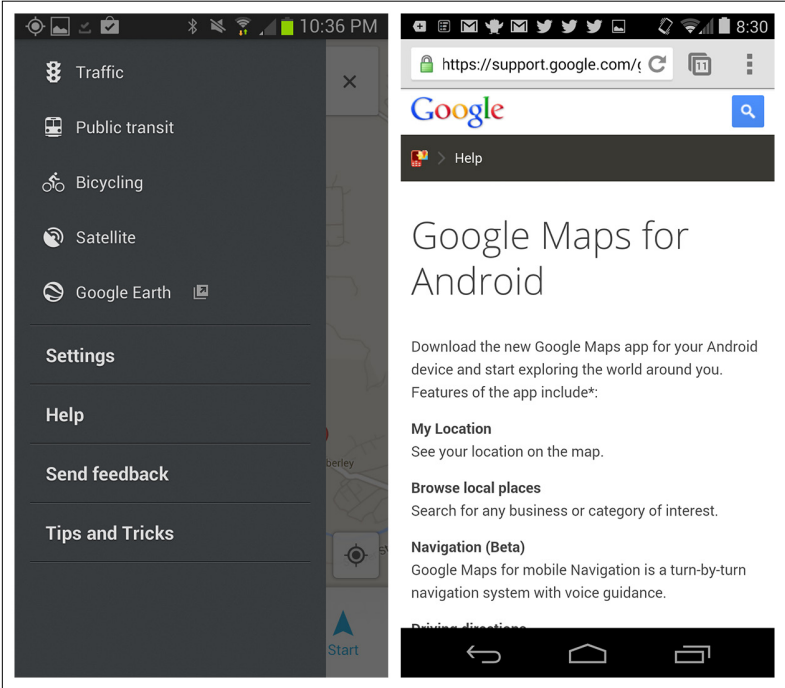 10:36 PM
Traffic
Public transit
Bicycling
Satellite
Google Earth
Settings
Help
Send feedback
Tips and Tricks
berley
Start
8:30
https://support.google.com/
11
Google
Help
Google Maps for
Android
Download the new Google Maps app for your Android
device and start exploring the world around you.
Features of the app include*:
My Location
See your location on the map.
Browse local places
Search for any business or category of interest.
Navigation (Beta)
Google Maps for mobile Navigation is a turn-by-turn
navigation system with voice guidance.
Driving directions